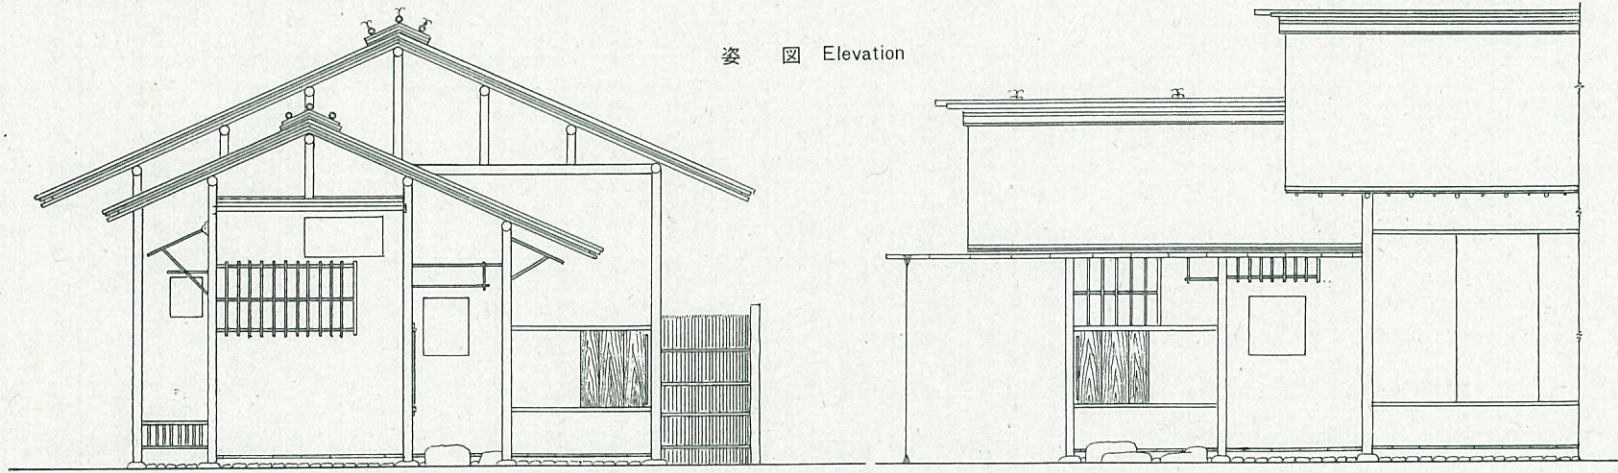 姿 図 Elevation